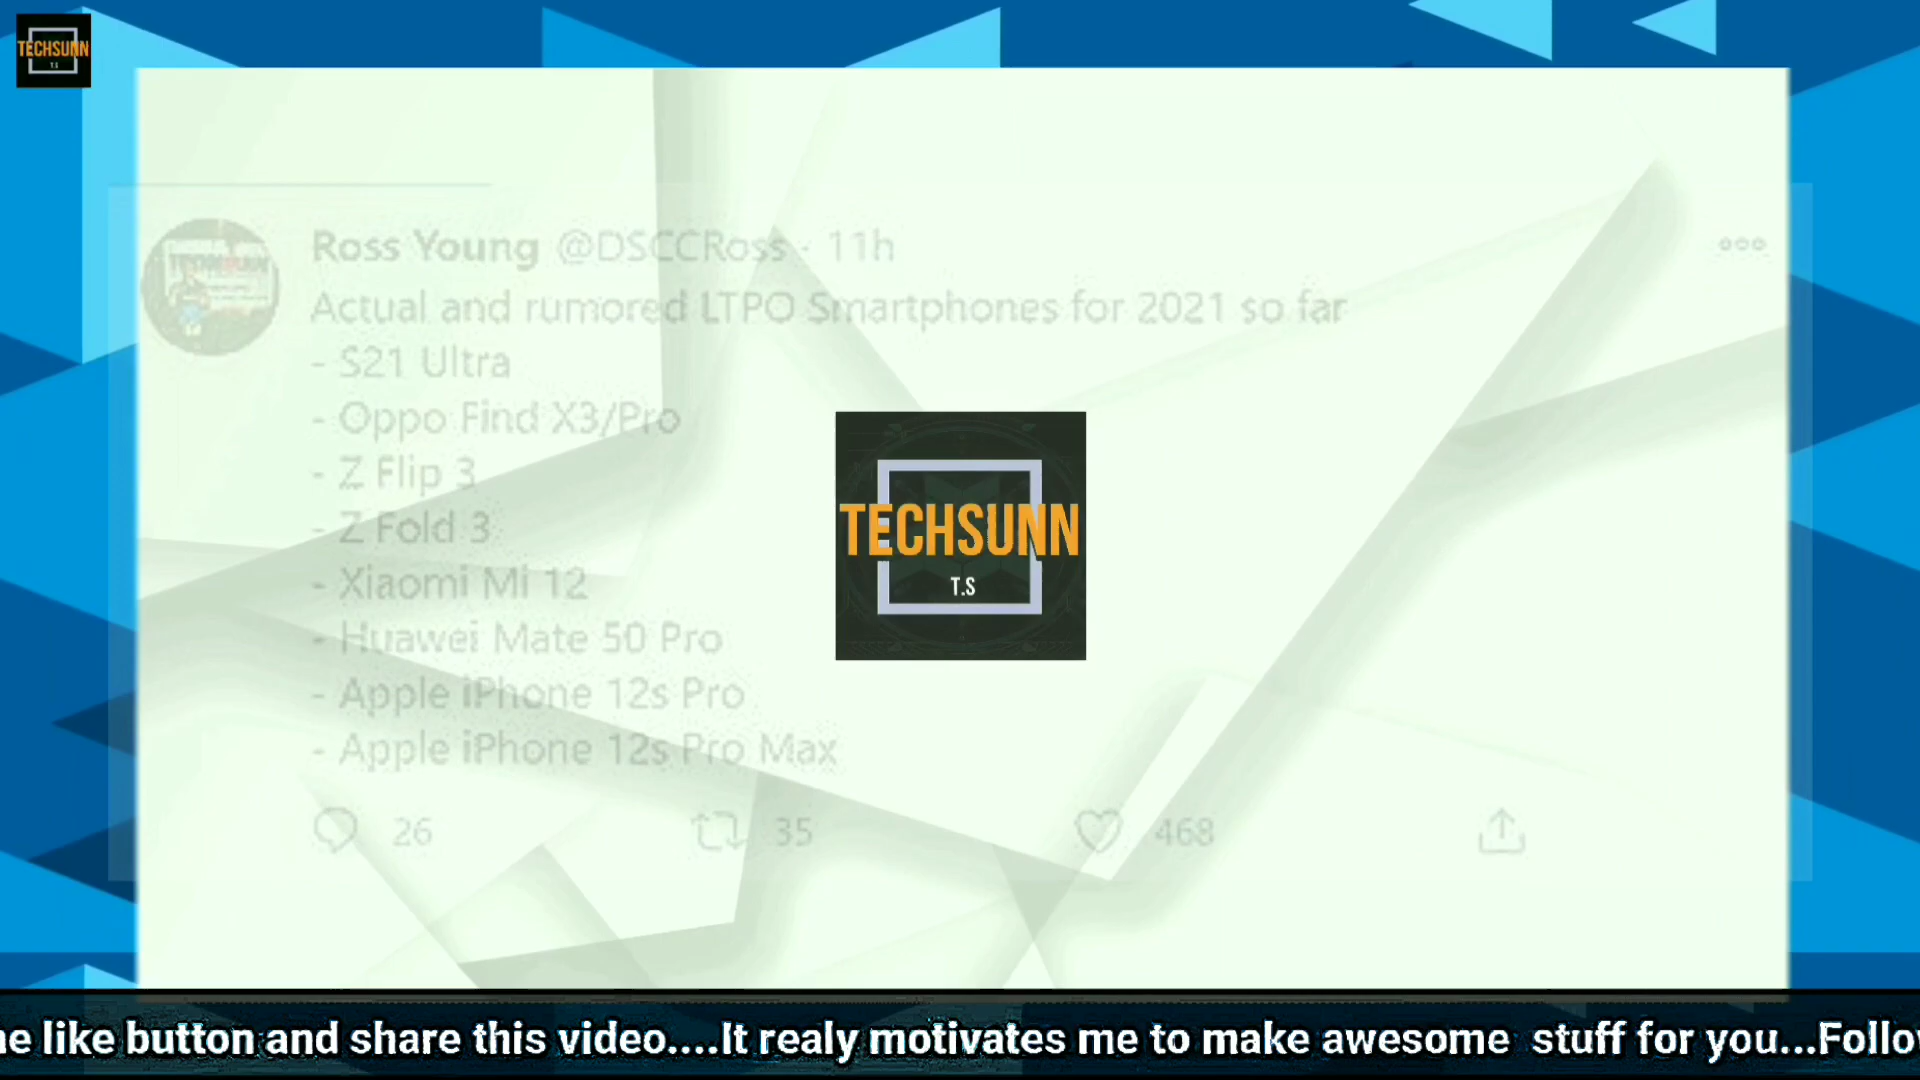 TECHSUNN
T.S
Ross Young @DSCCRoss · 11h
Actual and rumored LTPO Smartphones for 2021 so far
- S21 Ultra
- Oppo Find X3/Pro
- Z Flip 3
- Z Fold 3
- Xiaomi Mi 12
- Huawei Mate 50 Pro
- Apple iPhone 12s Pro
- Apple iPhone 12s Pro Max
26 35 468
TECHSUNN
T.S
he like button and share this video....It realy motivates me to make awesome stuff for you...Follow